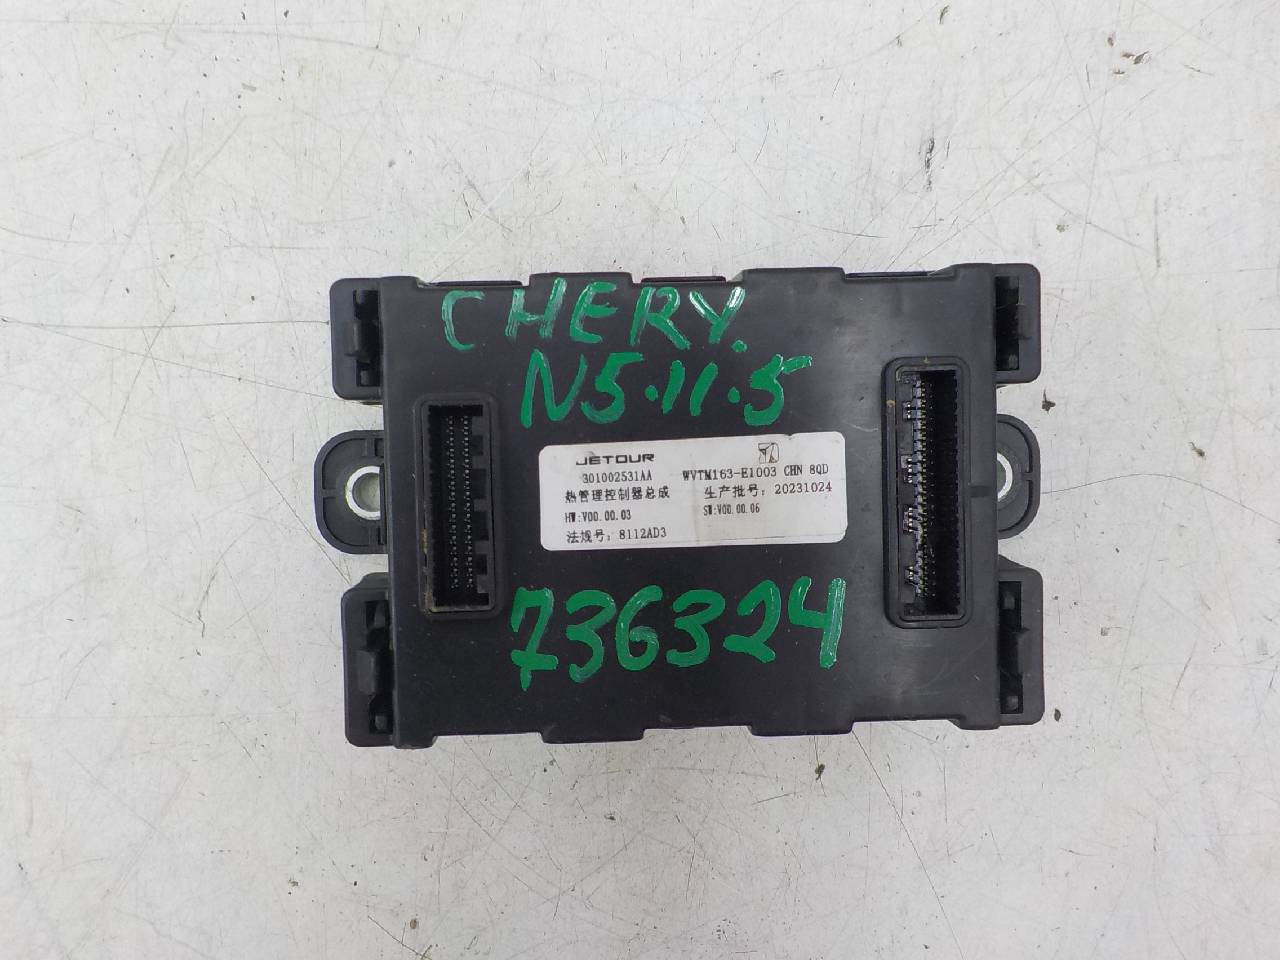 CHERY.
N5.11.5
JETOUR
301002531AA WVTM163-E1003 CHN 8QD
热管理控制器总成 生产批号: 20231024
HW:V00.00.03 SW:V00.00.06
法规号: 8112AD3
736324